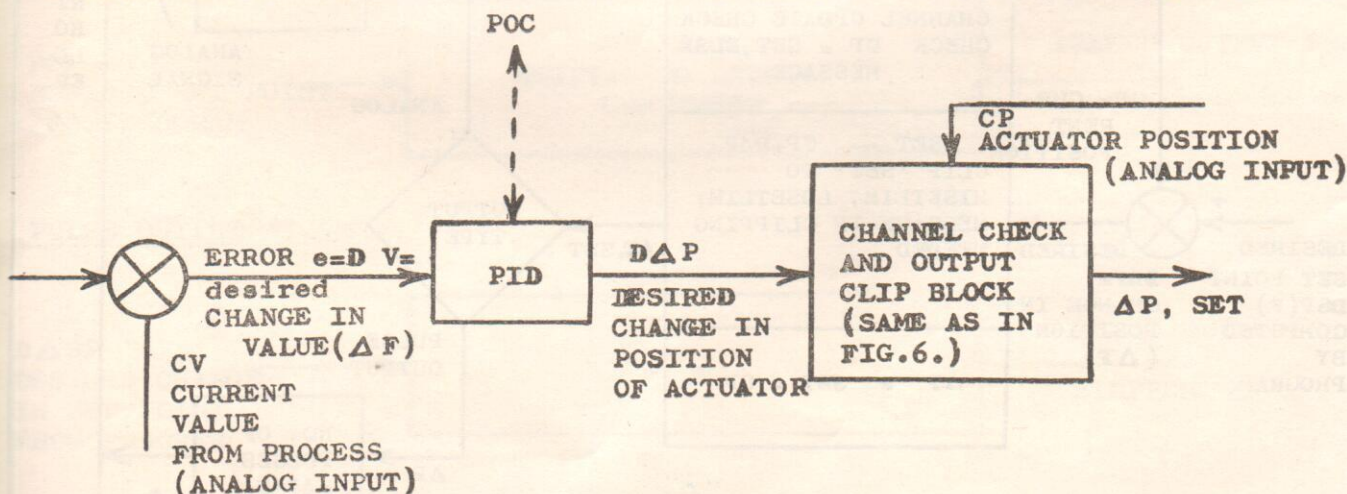 POC
CP
ACTUATOR POSITION
(ANALOG INPUT)
ERROR e=D V=
desired
CHANGE IN
VALUE(ΔF)
PID
DΔP
DESIRED
CHANGE IN
POSITION
OF ACTUATOR
CHANNEL CHECK
AND OUTPUT
CLIP BLOCK
(SAME AS IN
FIG.6.)
ΔP, SET
CV
CURRENT
VALUE
FROM PROCESS
(ANALOG INPUT)